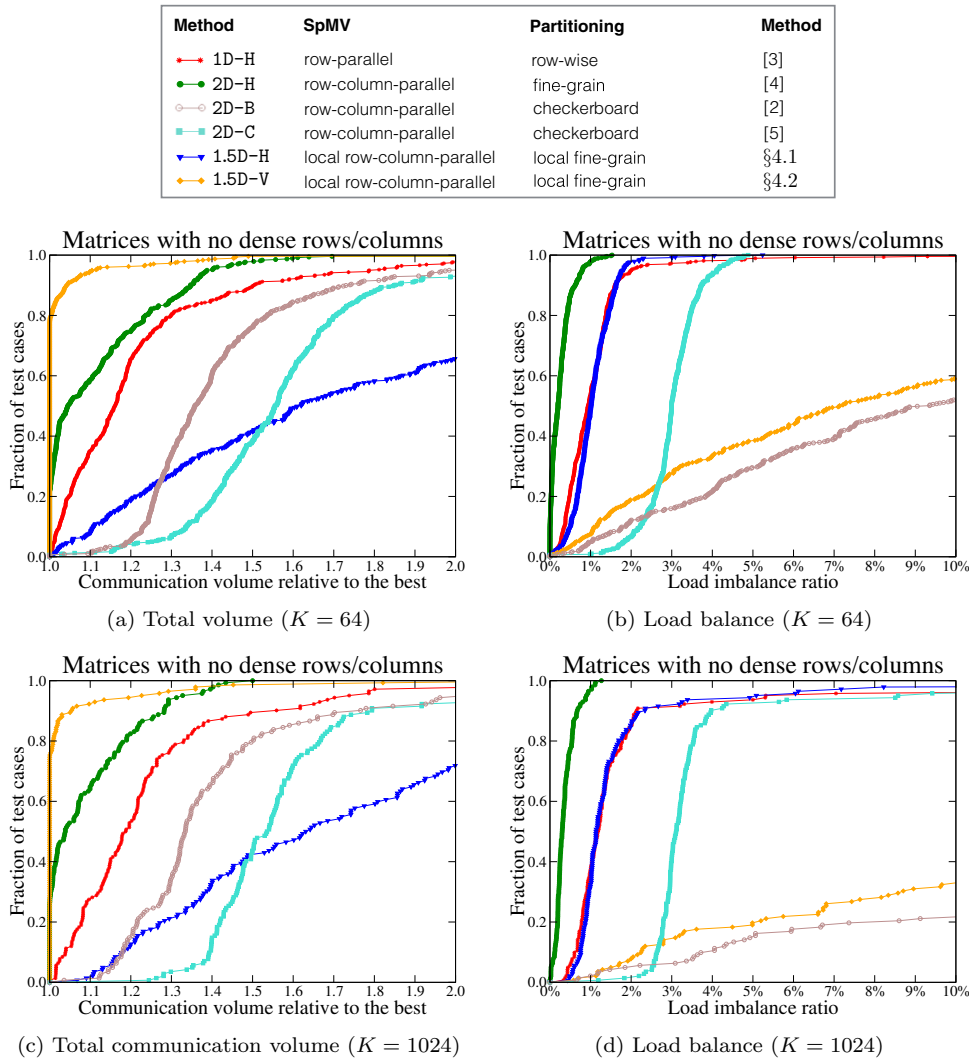 Method SpMV Partitioning Method
1D-H row-parallel row-wise [3]
2D-H row-column-parallel fine-grain [4]
2D-B row-column-parallel checkerboard [2]
2D-C row-column-parallel checkerboard [5]
1.5D-H local row-column-parallel local fine-grain §4.1
1.5D-V local row-column-parallel local fine-grain §4.2
Matrices with no dense rows/columns
1.0
0.8
0.6
0.4
0.2
0.0
Fraction of test cases
1.0 1.1 1.2 1.3 1.4 1.5 1.6 1.7 1.8 1.9 2.0
Communication volume relative to the best
(a) Total volume (K = 64)
Matrices with no dense rows/columns
1.0
0.8
0.6
0.4
0.2
0.0
Fraction of test cases
0% 1% 2% 3% 4% 5% 6% 7% 8% 9% 10%
Load imbalance ratio
(b) Load balance (K = 64)
Matrices with no dense rows/columns
1.0
0.8
0.6
0.4
0.2
0.0
Fraction of test cases
1.0 1.1 1.2 1.3 1.4 1.5 1.6 1.7 1.8 1.9 2.0
Communication volume relative to the best
(c) Total communication volume (K = 1024)
Matrices with no dense rows/columns
1.0
0.8
0.6
0.4
0.2
0.0
Fraction of test cases
0% 1% 2% 3% 4% 5% 6% 7% 8% 9% 10%
Load imbalance ratio
(d) Load balance (K = 1024)